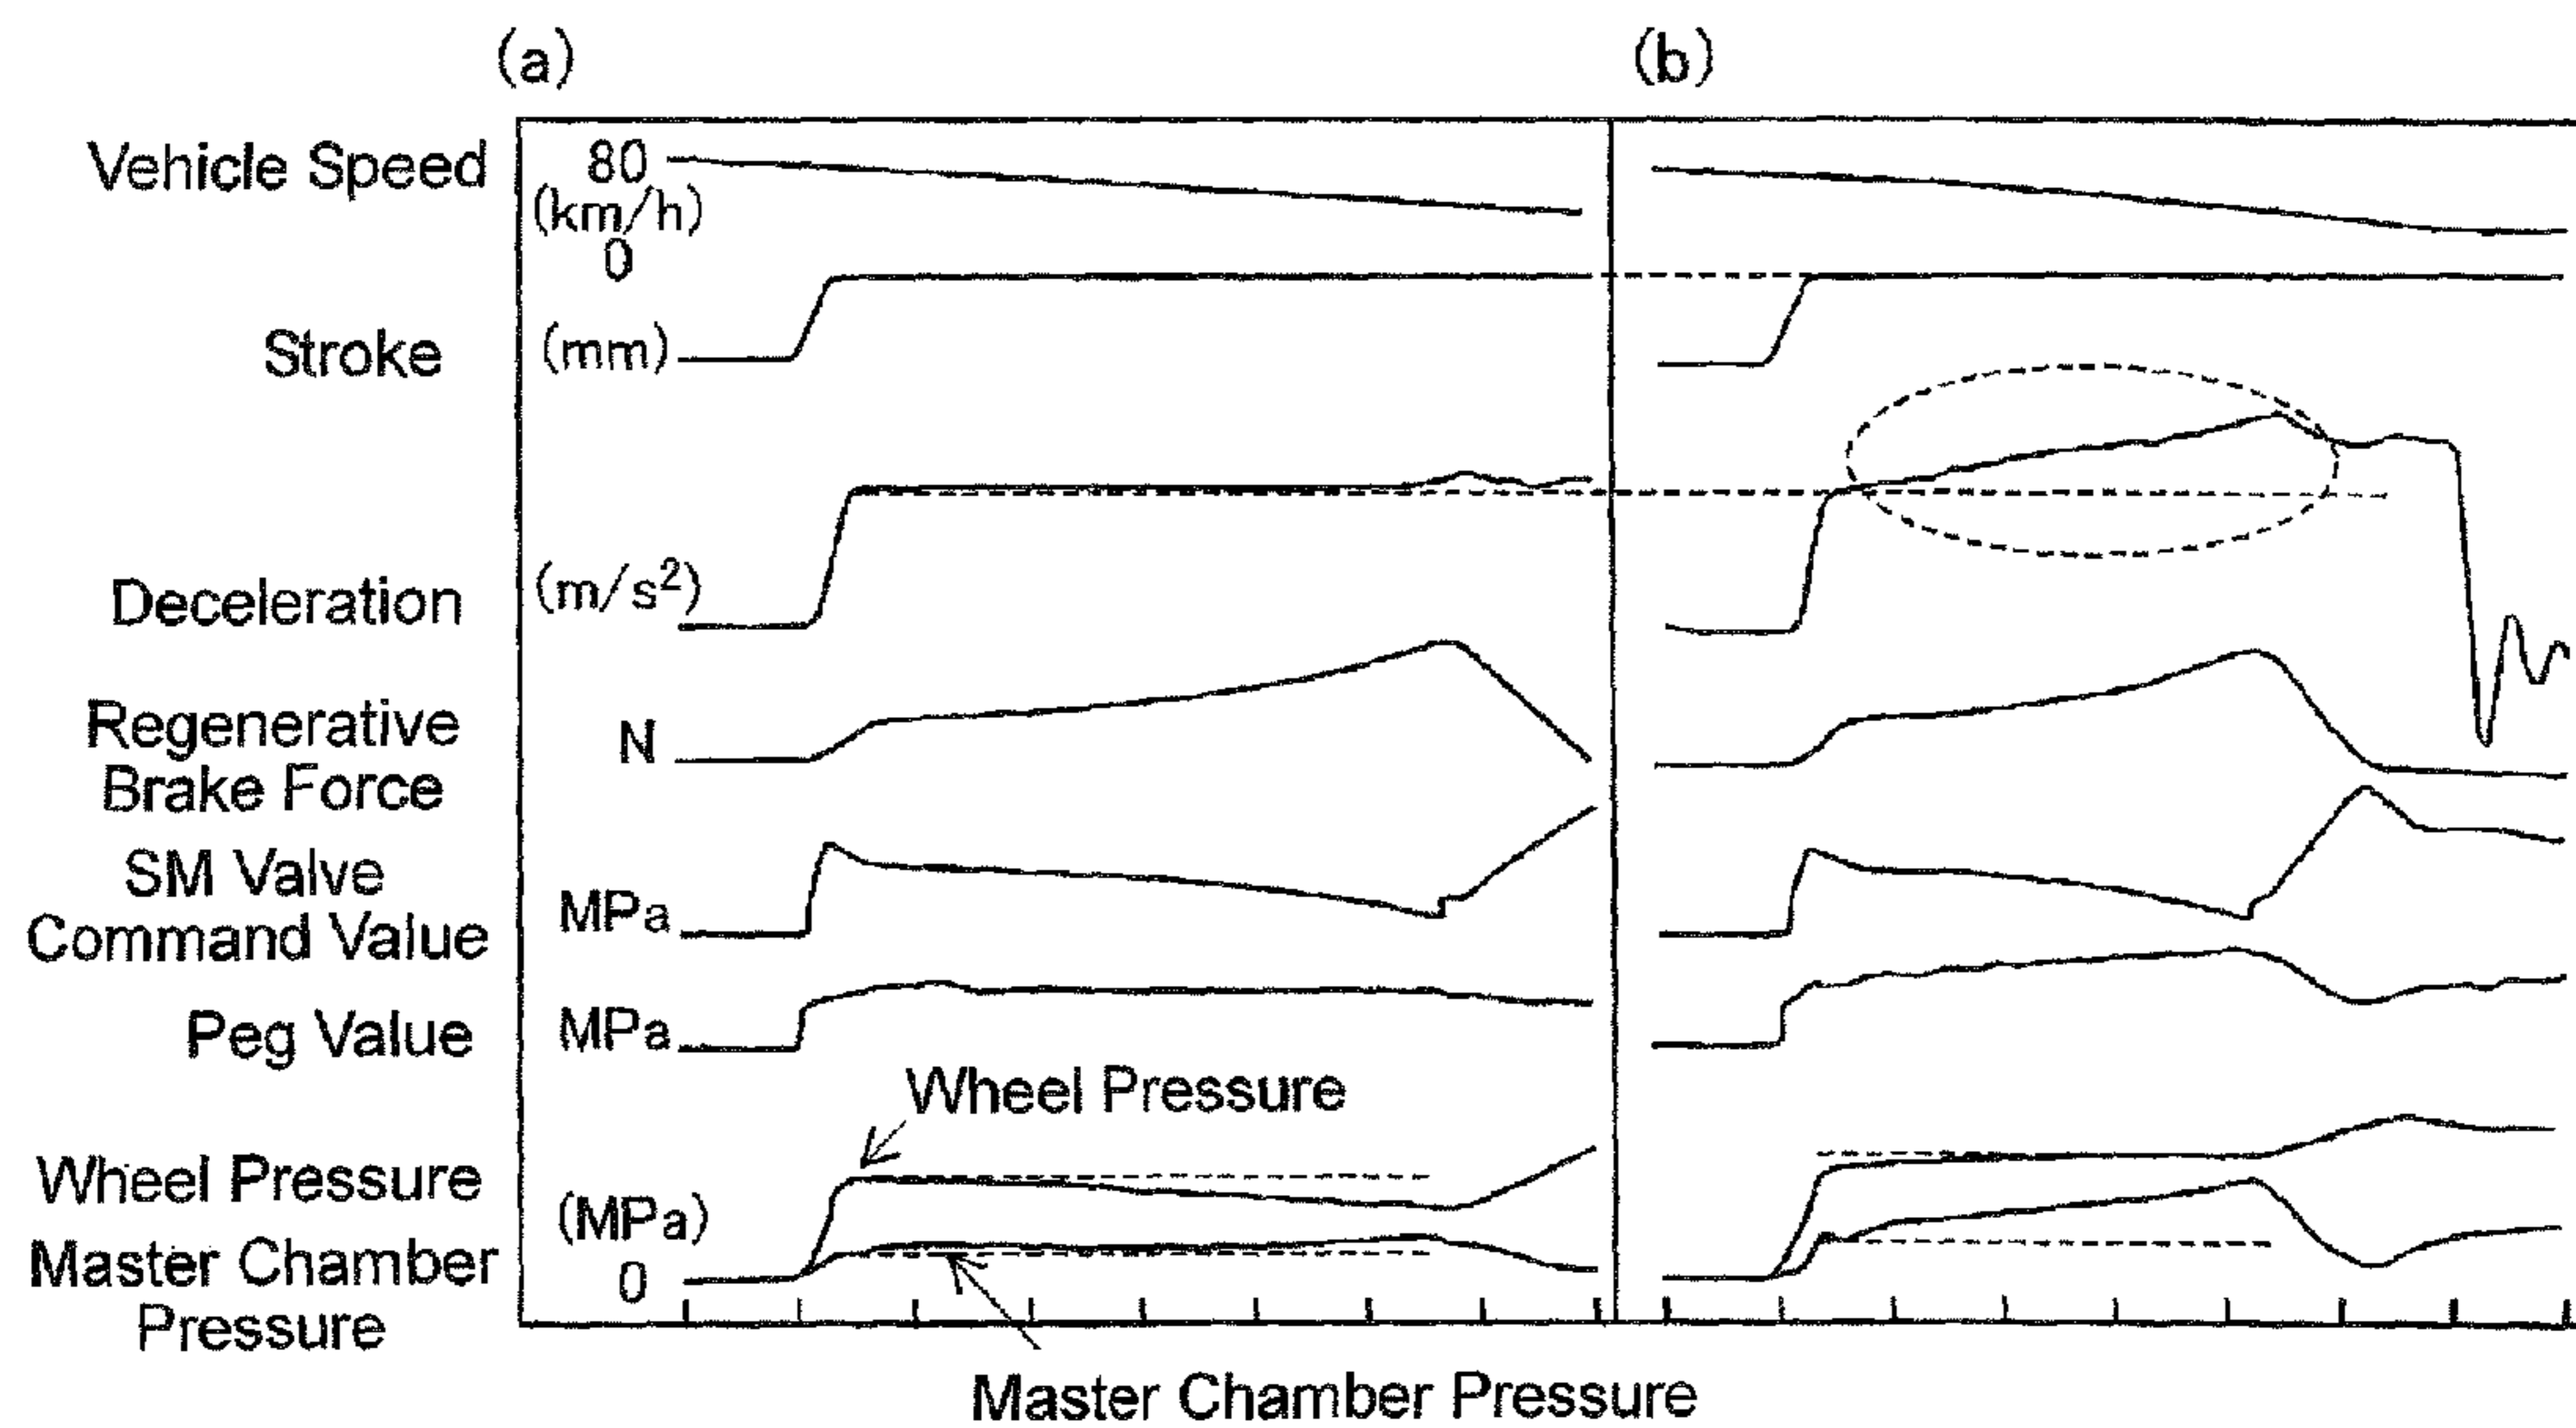 (a)
(b)
Vehicle Speed
80
(km/h)
0
Stroke
(mm)
Deceleration
(m/s²)
Regenerative
Brake Force
N
SM Valve
Command Value
MPa
Peg Value
MPa
Wheel Pressure
Wheel Pressure
(MPa)
Master Chamber
Pressure
0
Master Chamber Pressure